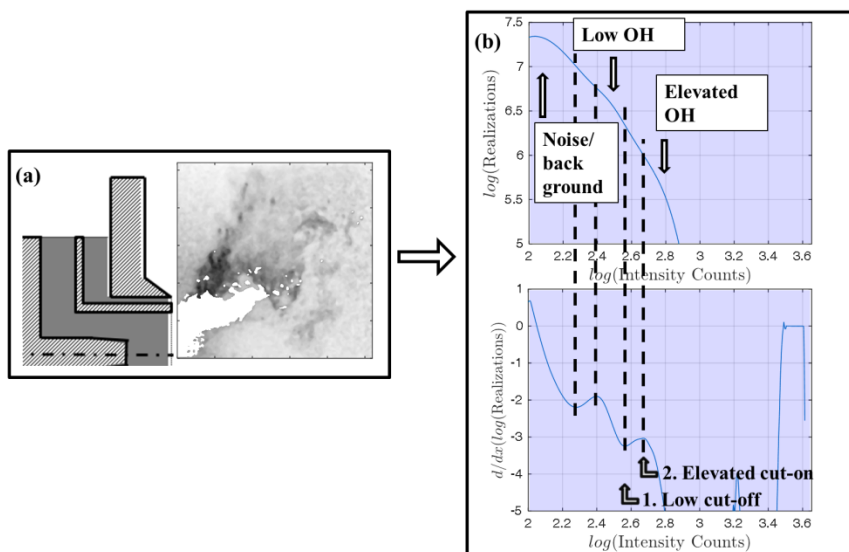 (a)
(b)
Low OH
Elevated
OH
Noise/
back
ground
log(Realizations)
7.5
7
6.5
6
5.5
5
2 2.2 2.4 2.6 2.8 3 3.2 3.4 3.6
log(Intensity Counts)
d/dx(log(Realizations))
1
0
-1
-2
-3
-4
-5
2. Elevated cut-on
1. Low cut-off
2 2.2 2.4 2.6 2.8 3 3.2 3.4 3.6
log(Intensity Counts)